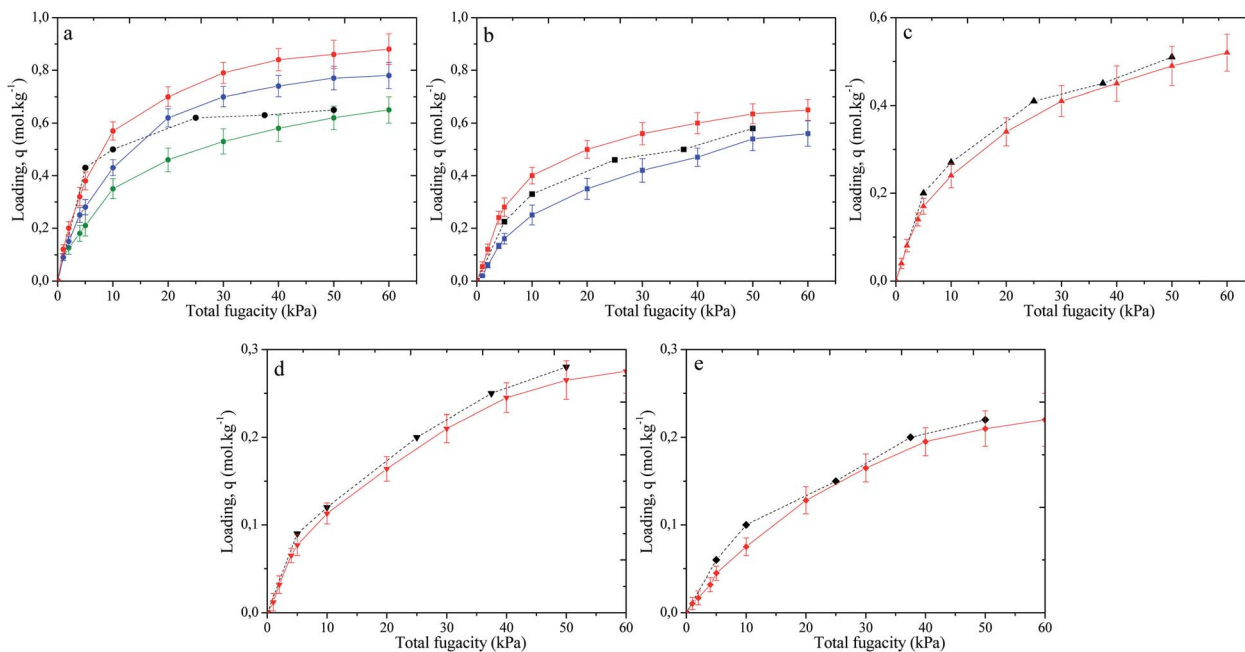 a
1,0
0,8
0,6
0,4
0,2
0,0
Loading, q (mol.kg⁻¹)
0 10 20 30 40 50 60
Total fugacity (kPa)
b
1,0
0,8
0,6
0,4
0,2
0,0
Loading, q (mol.kg⁻¹)
0 10 20 30 40 50 60
Total fugacity (kPa)
c
0,6
0,4
0,2
0,0
Loading, q (mol.kg⁻¹)
0 10 20 30 40 50 60
Total fugacity (kPa)
d
0,3
0,2
0,1
0,0
Loading, q (mol.kg⁻¹)
0 10 20 30 40 50 60
Total fugacity (kPa)
e
0,3
0,2
0,1
0,0
Loading, q (mol.kg⁻¹)
0 10 20 30 40 50 60
Total fugacity (kPa)